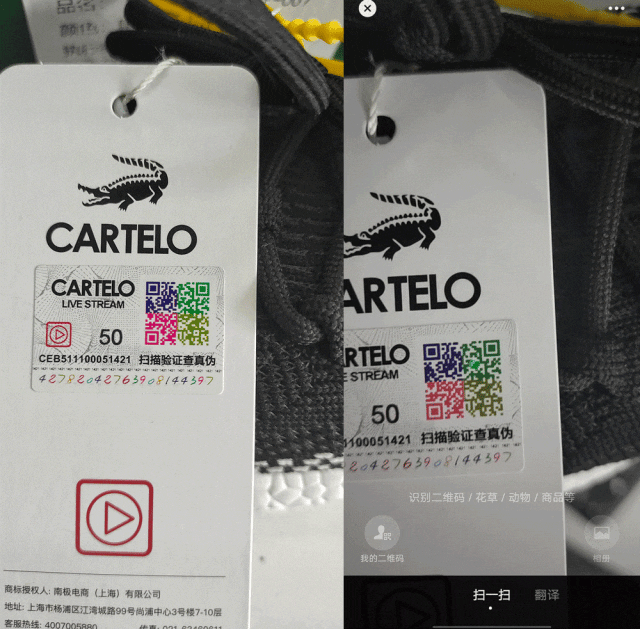 CARTELO
CARTELO
LIVE STREAM
50
CEB511100051421 扫描验证查真伪
42782042763908144397
商标授权人: 南极电商（上海）有限公司
地址: 上海市杨浦区江湾城路99号尚浦中心3号楼7-10层
客服热线: 4007005880
ARTELO
ARTELO
E STREAM
50
1100051421 扫描验证查真伪
2042763908144397
识别二维码 / 花草 / 动物 / 商品等
我的二维码
相册
扫一扫 翻译